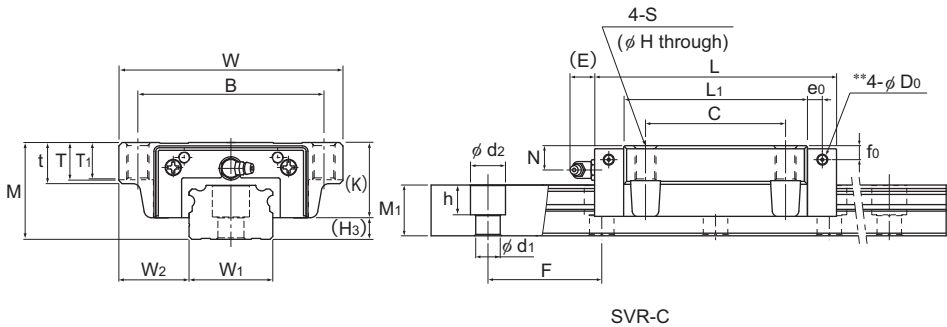 4-S
(φ H through)
W
B
t
T
T1
M
(K)
(H3)
W2
W1
(E)
L
L1
e0
**4-φ D0
C
N
f0
φ d2
h
M1
φ d1
F
SVR-C